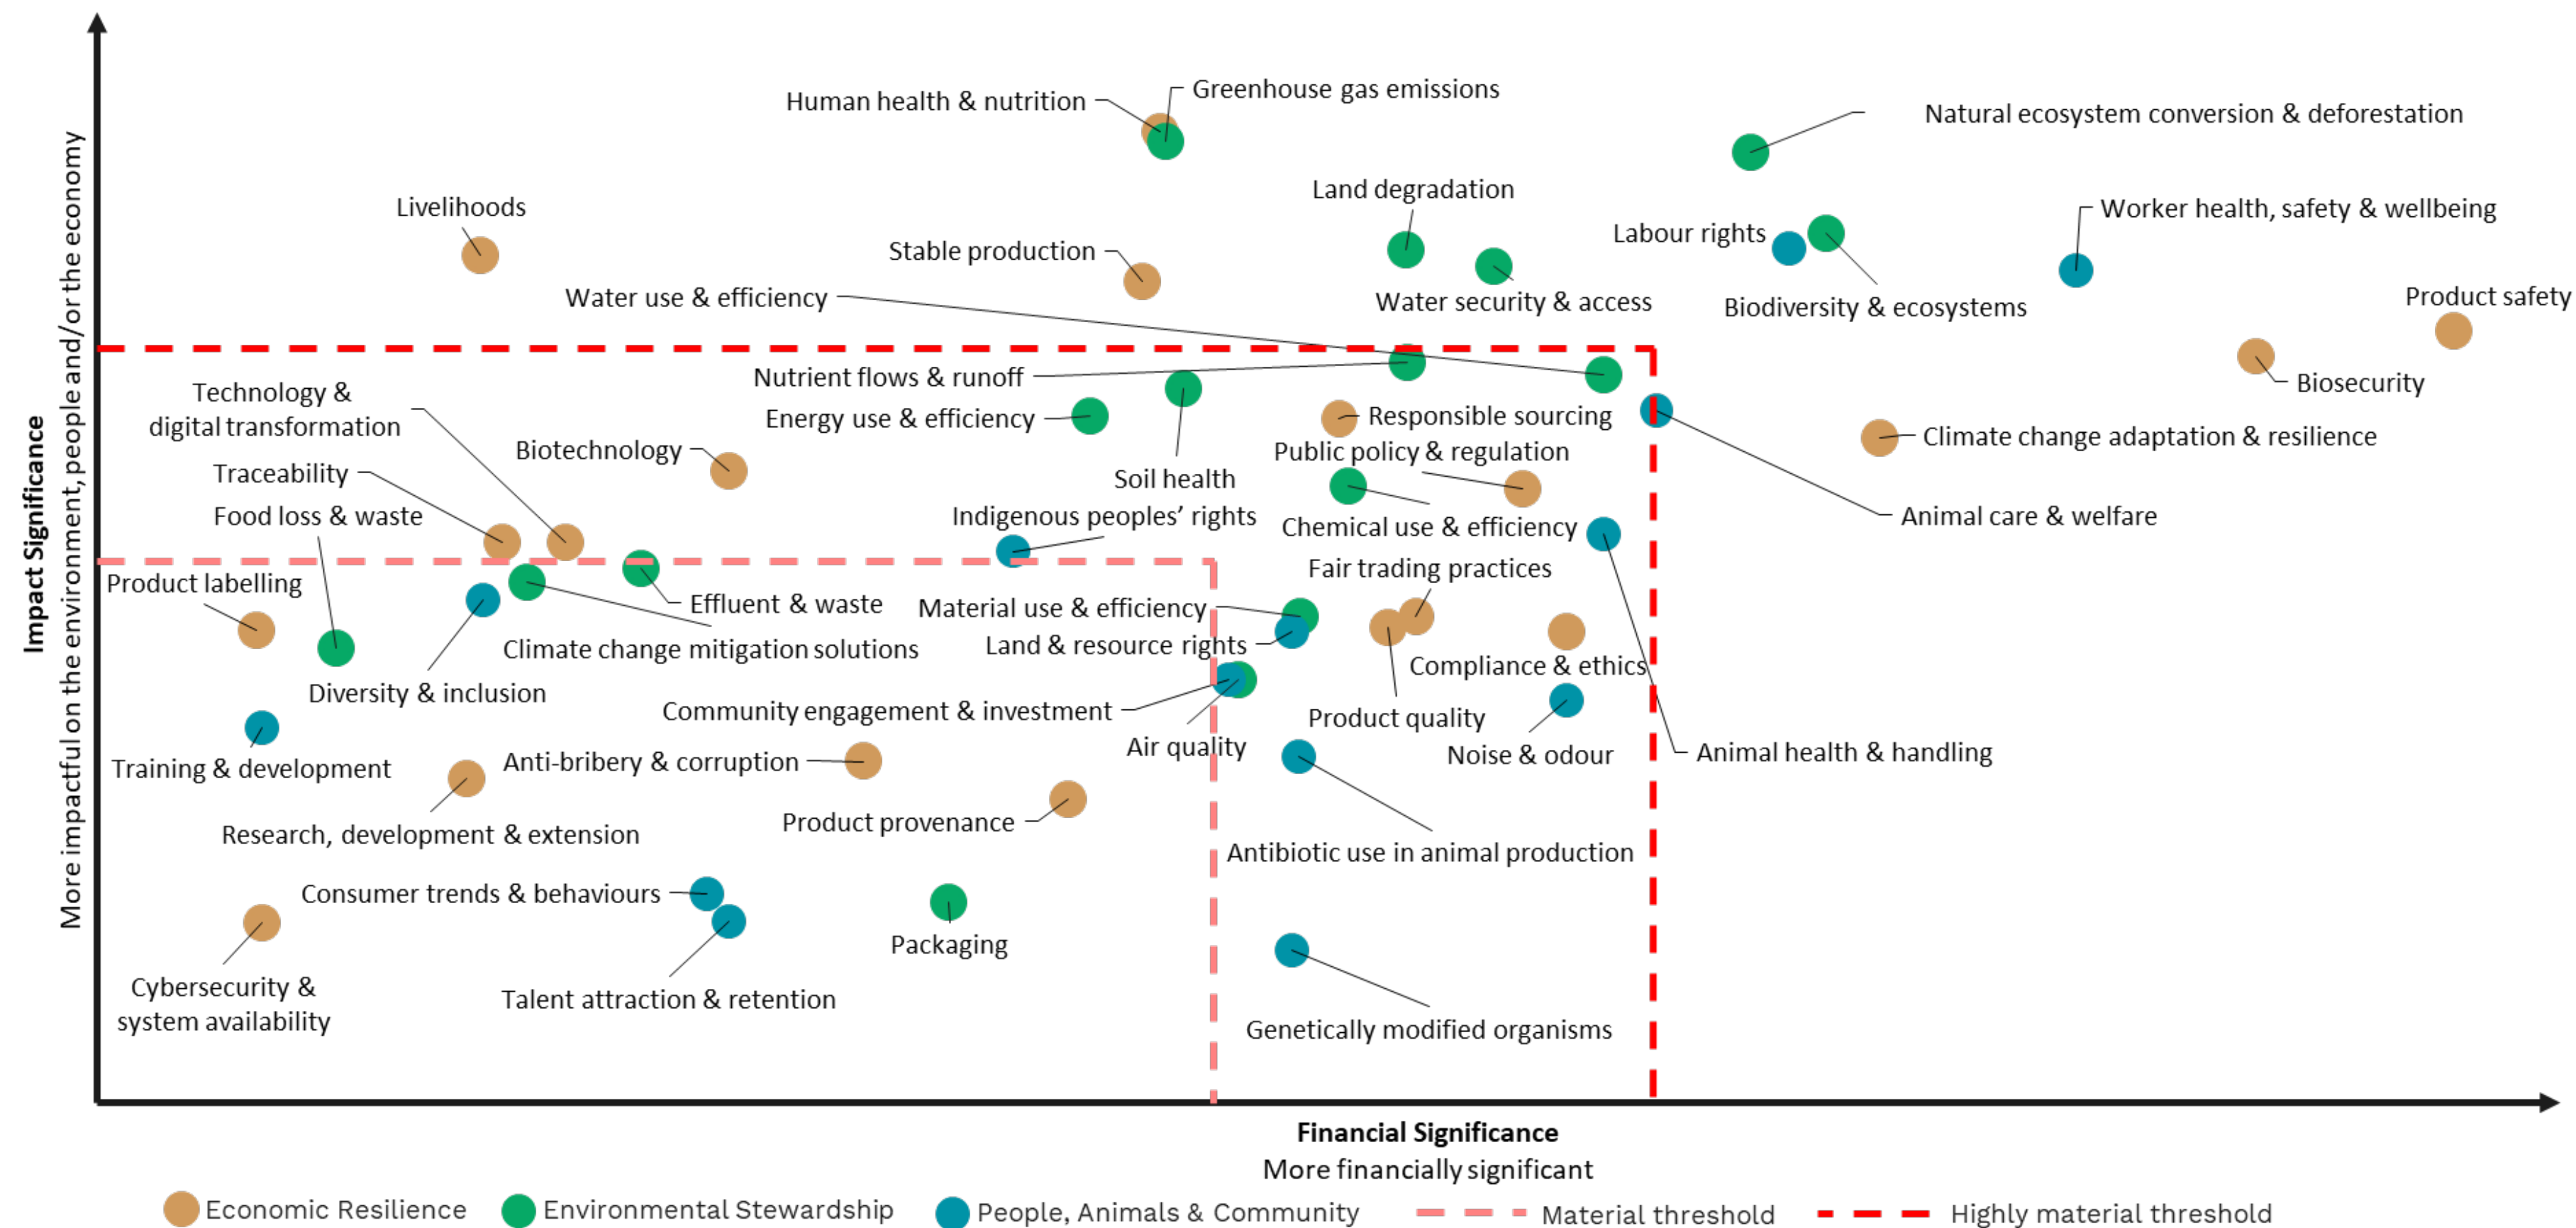 Human health & nutrition
Greenhouse gas emissions
Natural ecosystem conversion & deforestation
Land degradation
Livelihoods
Worker health, safety & wellbeing
Labour rights
Stable production
Water use & efficiency
Water security & access
Biodiversity & ecosystems
Product safety
Nutrient flows & runoff
Biosecurity
Technology &
digital transformation
Energy use & efficiency
Responsible sourcing
Climate change adaptation & resilience
Biotechnology
Public policy & regulation
Traceability
Soil health
Food loss & waste
Indigenous peoples’ rights
Chemical use & efficiency
Animal care & welfare
Fair trading practices
Product labelling
Effluent & waste
Material use & efficiency
Climate change mitigation solutions
Land & resource rights
Compliance & ethics
Diversity & inclusion
Community engagement & investment
Product quality
Air quality
Noise & odour
Animal health & handling
Training & development
Anti-bribery & corruption
Product provenance
Research, development & extension
Antibiotic use in animal production
Consumer trends & behaviours
Packaging
Cybersecurity &
system availability
Talent attraction & retention
Genetically modified organisms
Impact Significance
More impactful on the environment, people and/or the economy
Financial Significance
More financially significant
Economic Resilience
Environmental Stewardship
People, Animals & Community
Material threshold
Highly material threshold